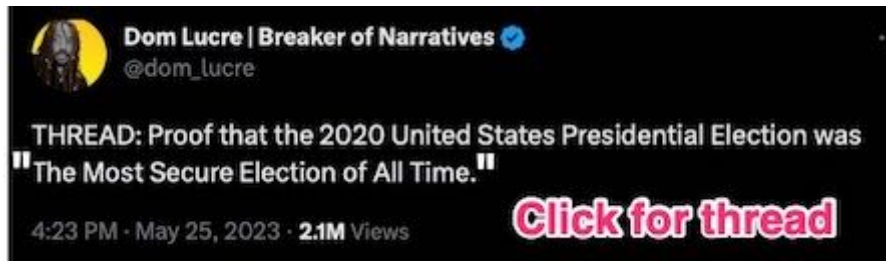 Dom Lucre | Breaker of Narratives
@dom_lucre
THREAD: Proof that the 2020 United States Presidential Election was
"The Most Secure Election of All Time."
4:23 PM · May 25, 2023 · 2.1M Views
Click for thread